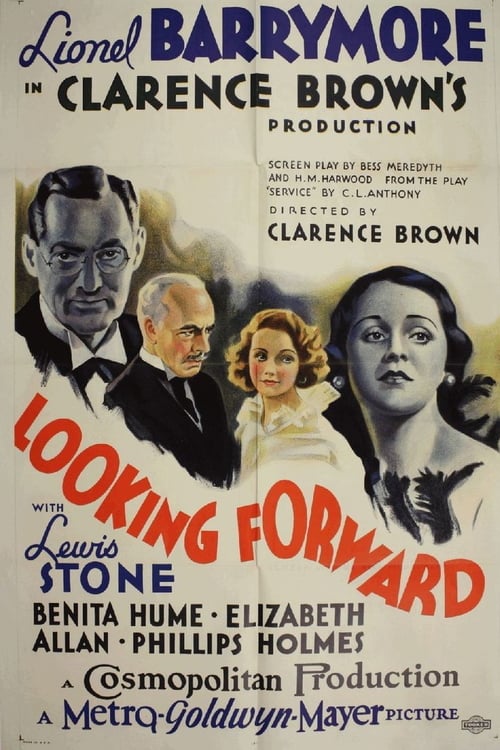 Lionel BARRYMORE
IN CLARENCE BROWN'S
PRODUCTION
SCREEN PLAY BY BESS MEREDYTH
AND H.M. HARWOOD FROM THE PLAY
"SERVICE" BY C.L. ANTHONY
DIRECTED BY
CLARENCE BROWN
LOOKING FORWARD
WITH
Lewis
STONE
BENITA HUME · ELIZABETH
ALLAN · PHILLIPS HOLMES
A Cosmopolitan Production
A Metro-Goldwyn-Mayer PICTURE